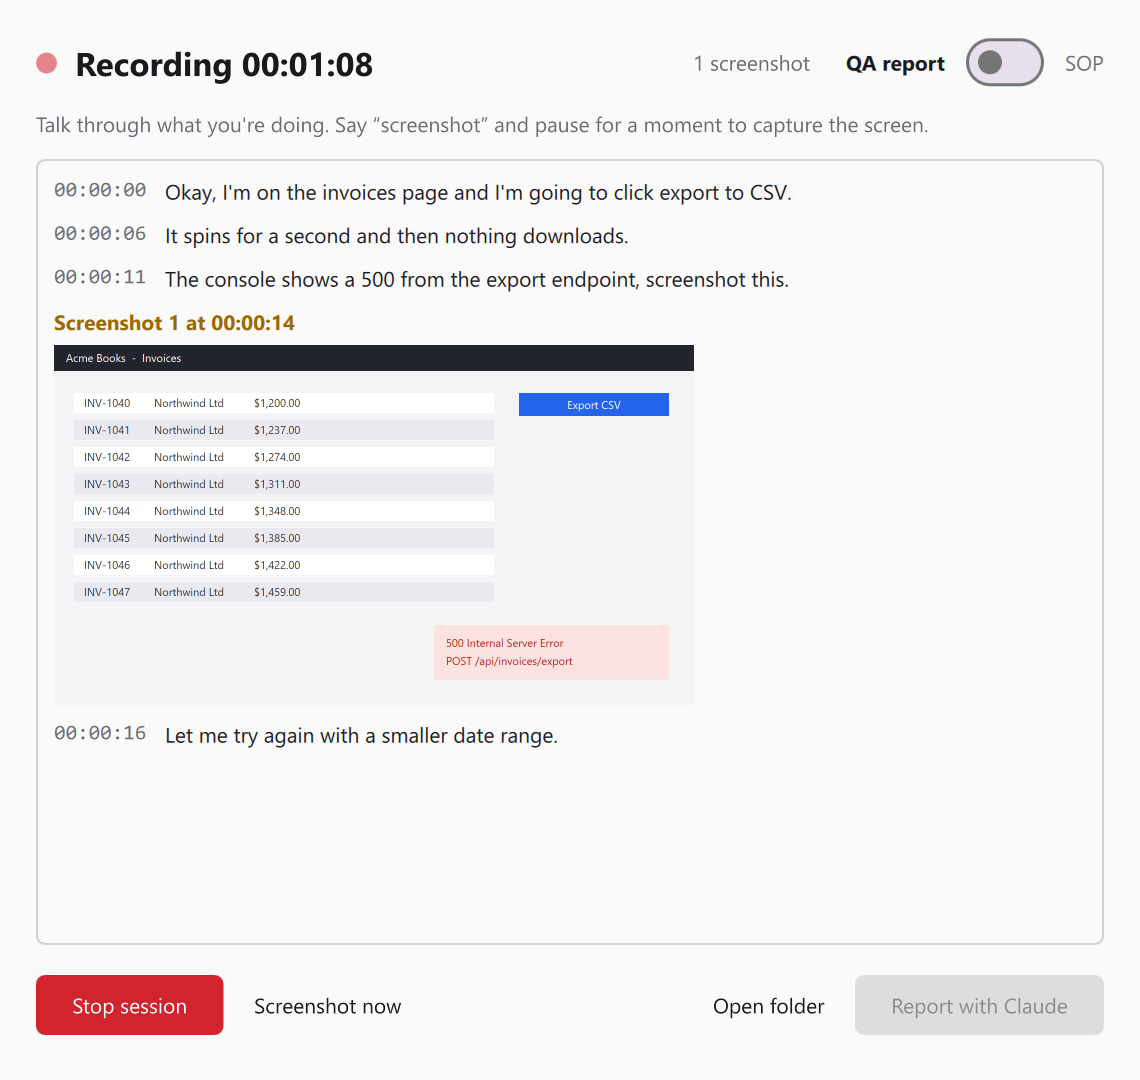 Recording 00:01:08
1 screenshot
QA report
SOP
Talk through what you're doing. Say “screenshot” and pause for a moment to capture the screen.
00:00:00 Okay, I'm on the invoices page and I'm going to click export to CSV.
00:00:06 It spins for a second and then nothing downloads.
00:00:11 The console shows a 500 from the export endpoint, screenshot this.
Screenshot 1 at 00:00:14
Acme Books - Invoices
INV-1040 Northwind Ltd $1,200.00
Export CSV
INV-1041 Northwind Ltd $1,237.00
INV-1042 Northwind Ltd $1,274.00
INV-1043 Northwind Ltd $1,311.00
INV-1044 Northwind Ltd $1,348.00
INV-1045 Northwind Ltd $1,385.00
INV-1046 Northwind Ltd $1,422.00
INV-1047 Northwind Ltd $1,459.00
500 Internal Server Error
POST /api/invoices/export
00:00:16 Let me try again with a smaller date range.
Stop session
Screenshot now
Open folder
Report with Claude